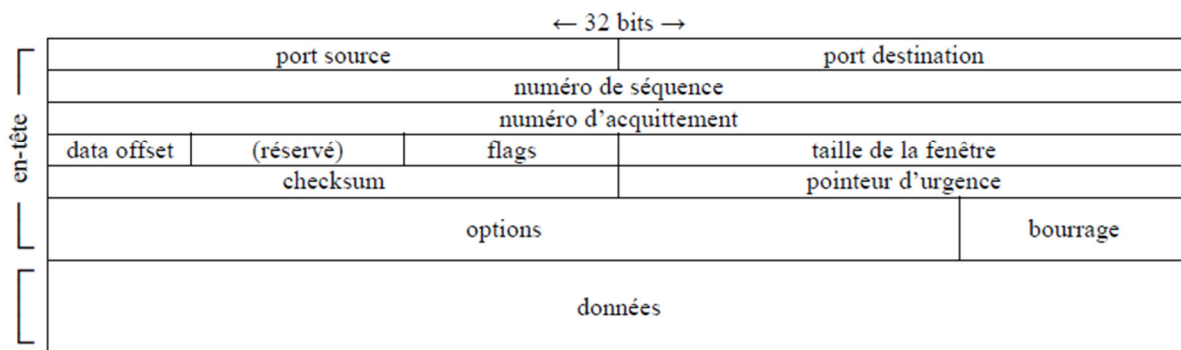 ← 32 bits →
port source port destination
numéro de séquence
numéro d'acquittement
data offset (réservé) flags taille de la fenêtre
checksum pointeur d'urgence
options bourrage
données
en-tête